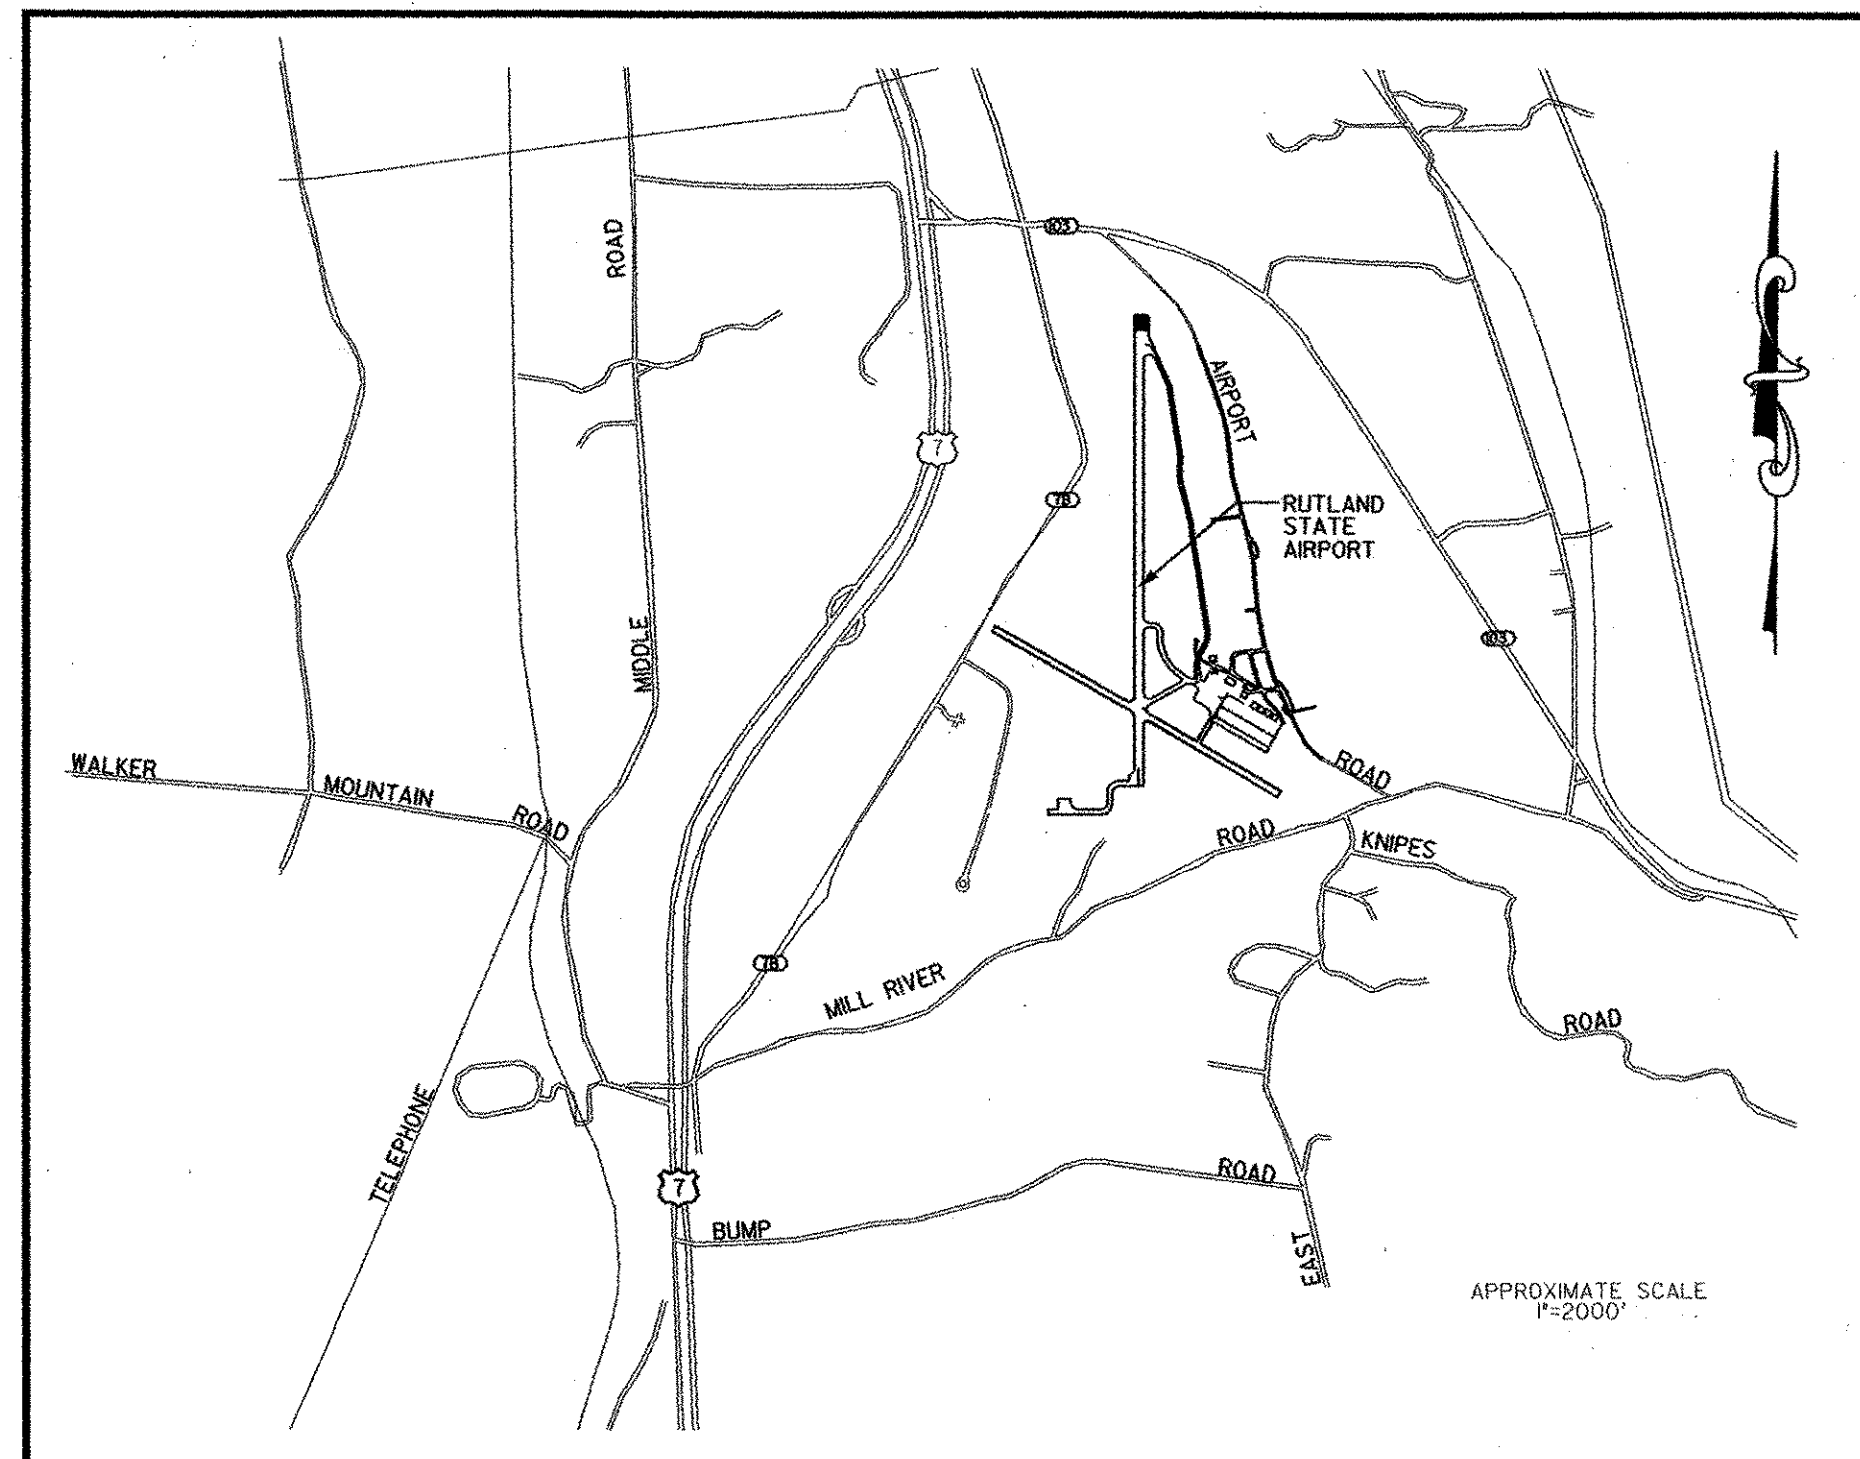 ROAD
103
AIRPORT
7
7B
RUTLAND
STATE
AIRPORT
103
MIDDLE
WALKER
MOUNTAIN
ROAD
ROAD
ROAD
KNIPES
7B
MILL RIVER
ROAD
TELEPHONE
7
ROAD
BUMP
EAST
APPROXIMATE SCALE
1"=2000'